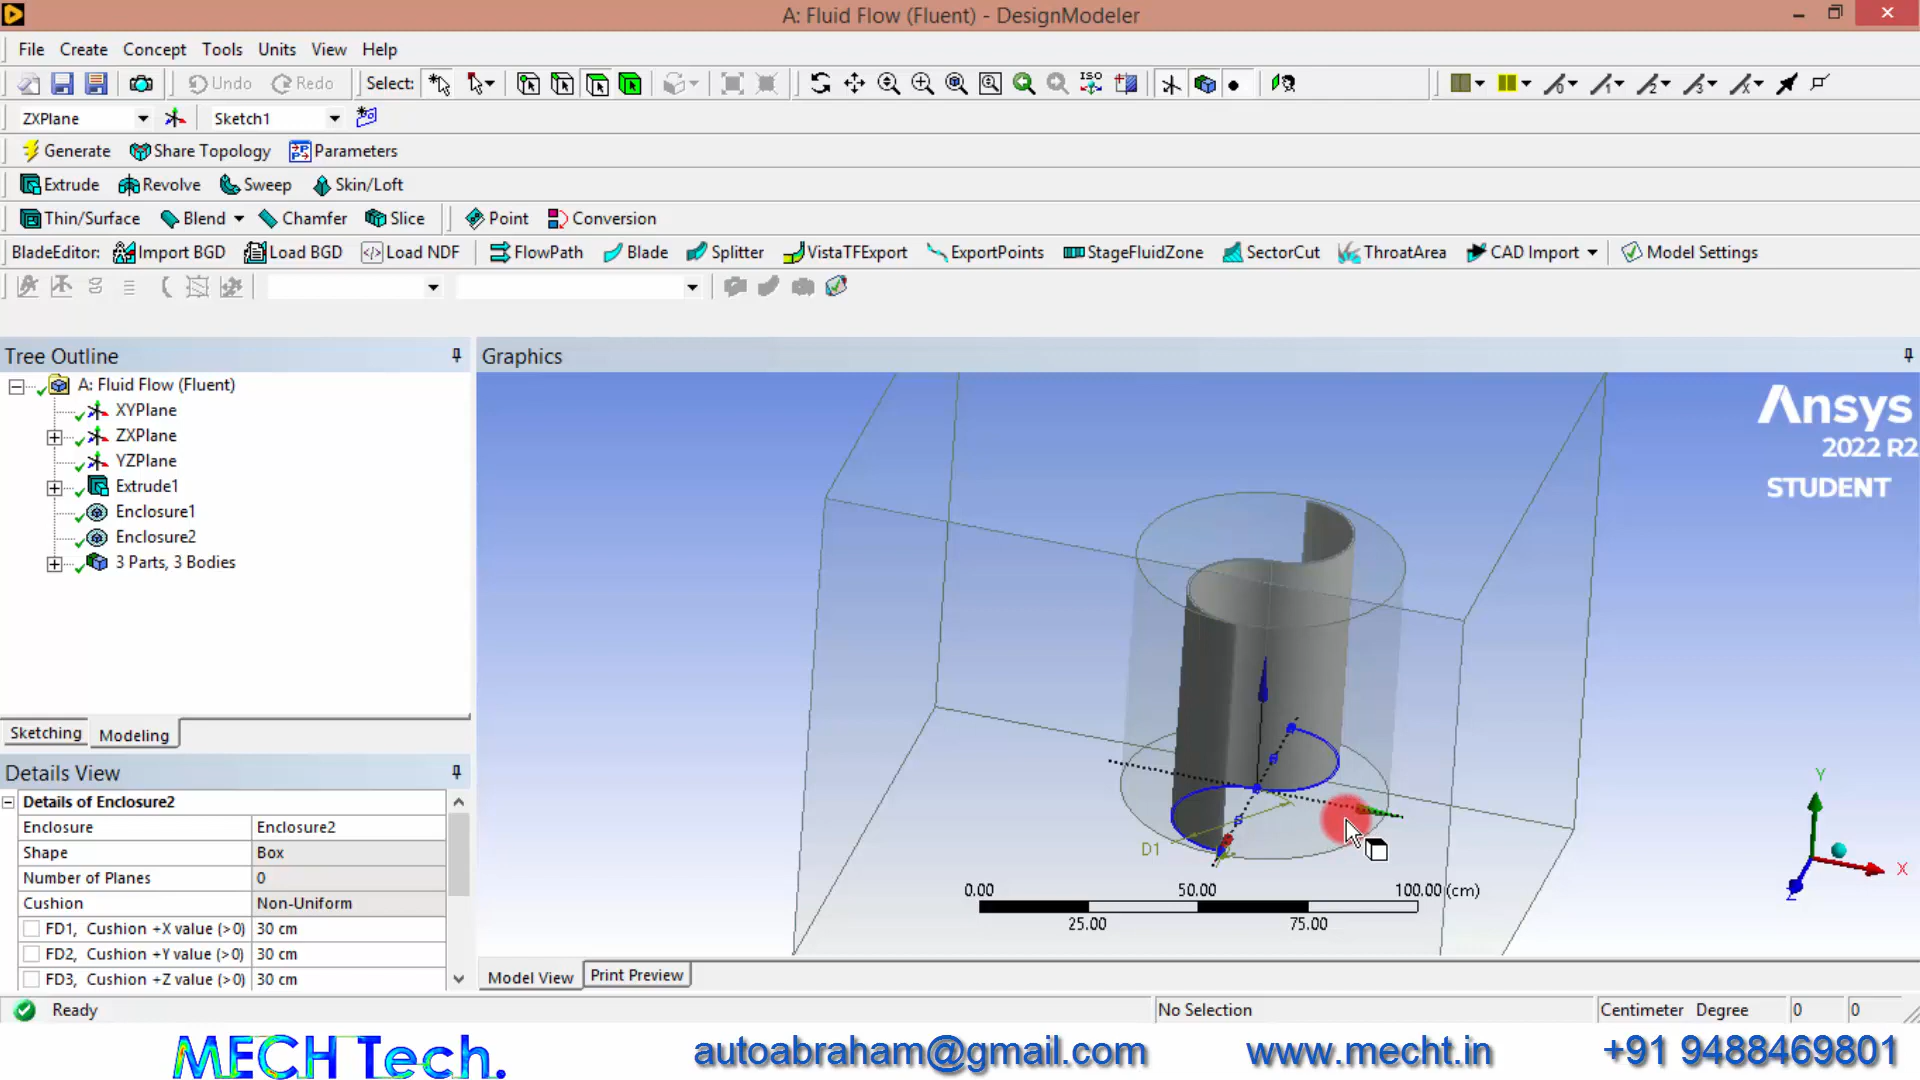 A: Fluid Flow (Fluent) - DesignModeler
File Create Concept Tools Units View Help
Undo Redo Select: ISO
ZXPlane Sketch1
Generate Share Topology Parameters
Extrude Revolve Sweep Skin/Loft
Thin/Surface Blend Chamfer Slice Point Conversion
BladeEditor: Import BGD Load BGD Load NDF FlowPath Blade Splitter VistaTFExport ExportPoints StageFluidZone SectorCut ThroatArea CAD Import Model Settings
Tree Outline
A: Fluid Flow (Fluent)
XYPlane
ZXPlane
YZPlane
Extrude1
Enclosure1
Enclosure2
3 Parts, 3 Bodies
Sketching Modeling
Details View
Details of Enclosure2
Enclosure Enclosure2
Shape Box
Number of Planes 0
Cushion Non-Uniform
FD1, Cushion +X value (>0) 30 cm
FD2, Cushion +Y value (>0) 30 cm
FD3, Cushion +Z value (>0) 30 cm
Graphics
Ansys
2022 R2
STUDENT
D1
0.00 50.00 100.00 (cm)
25.00 75.00
Y
X
Z
Model View Print Preview
Ready No Selection Centimeter Degree 0 0
MECH Tech. autoabraham@gmail.com www.mecht.in +91 9488469801